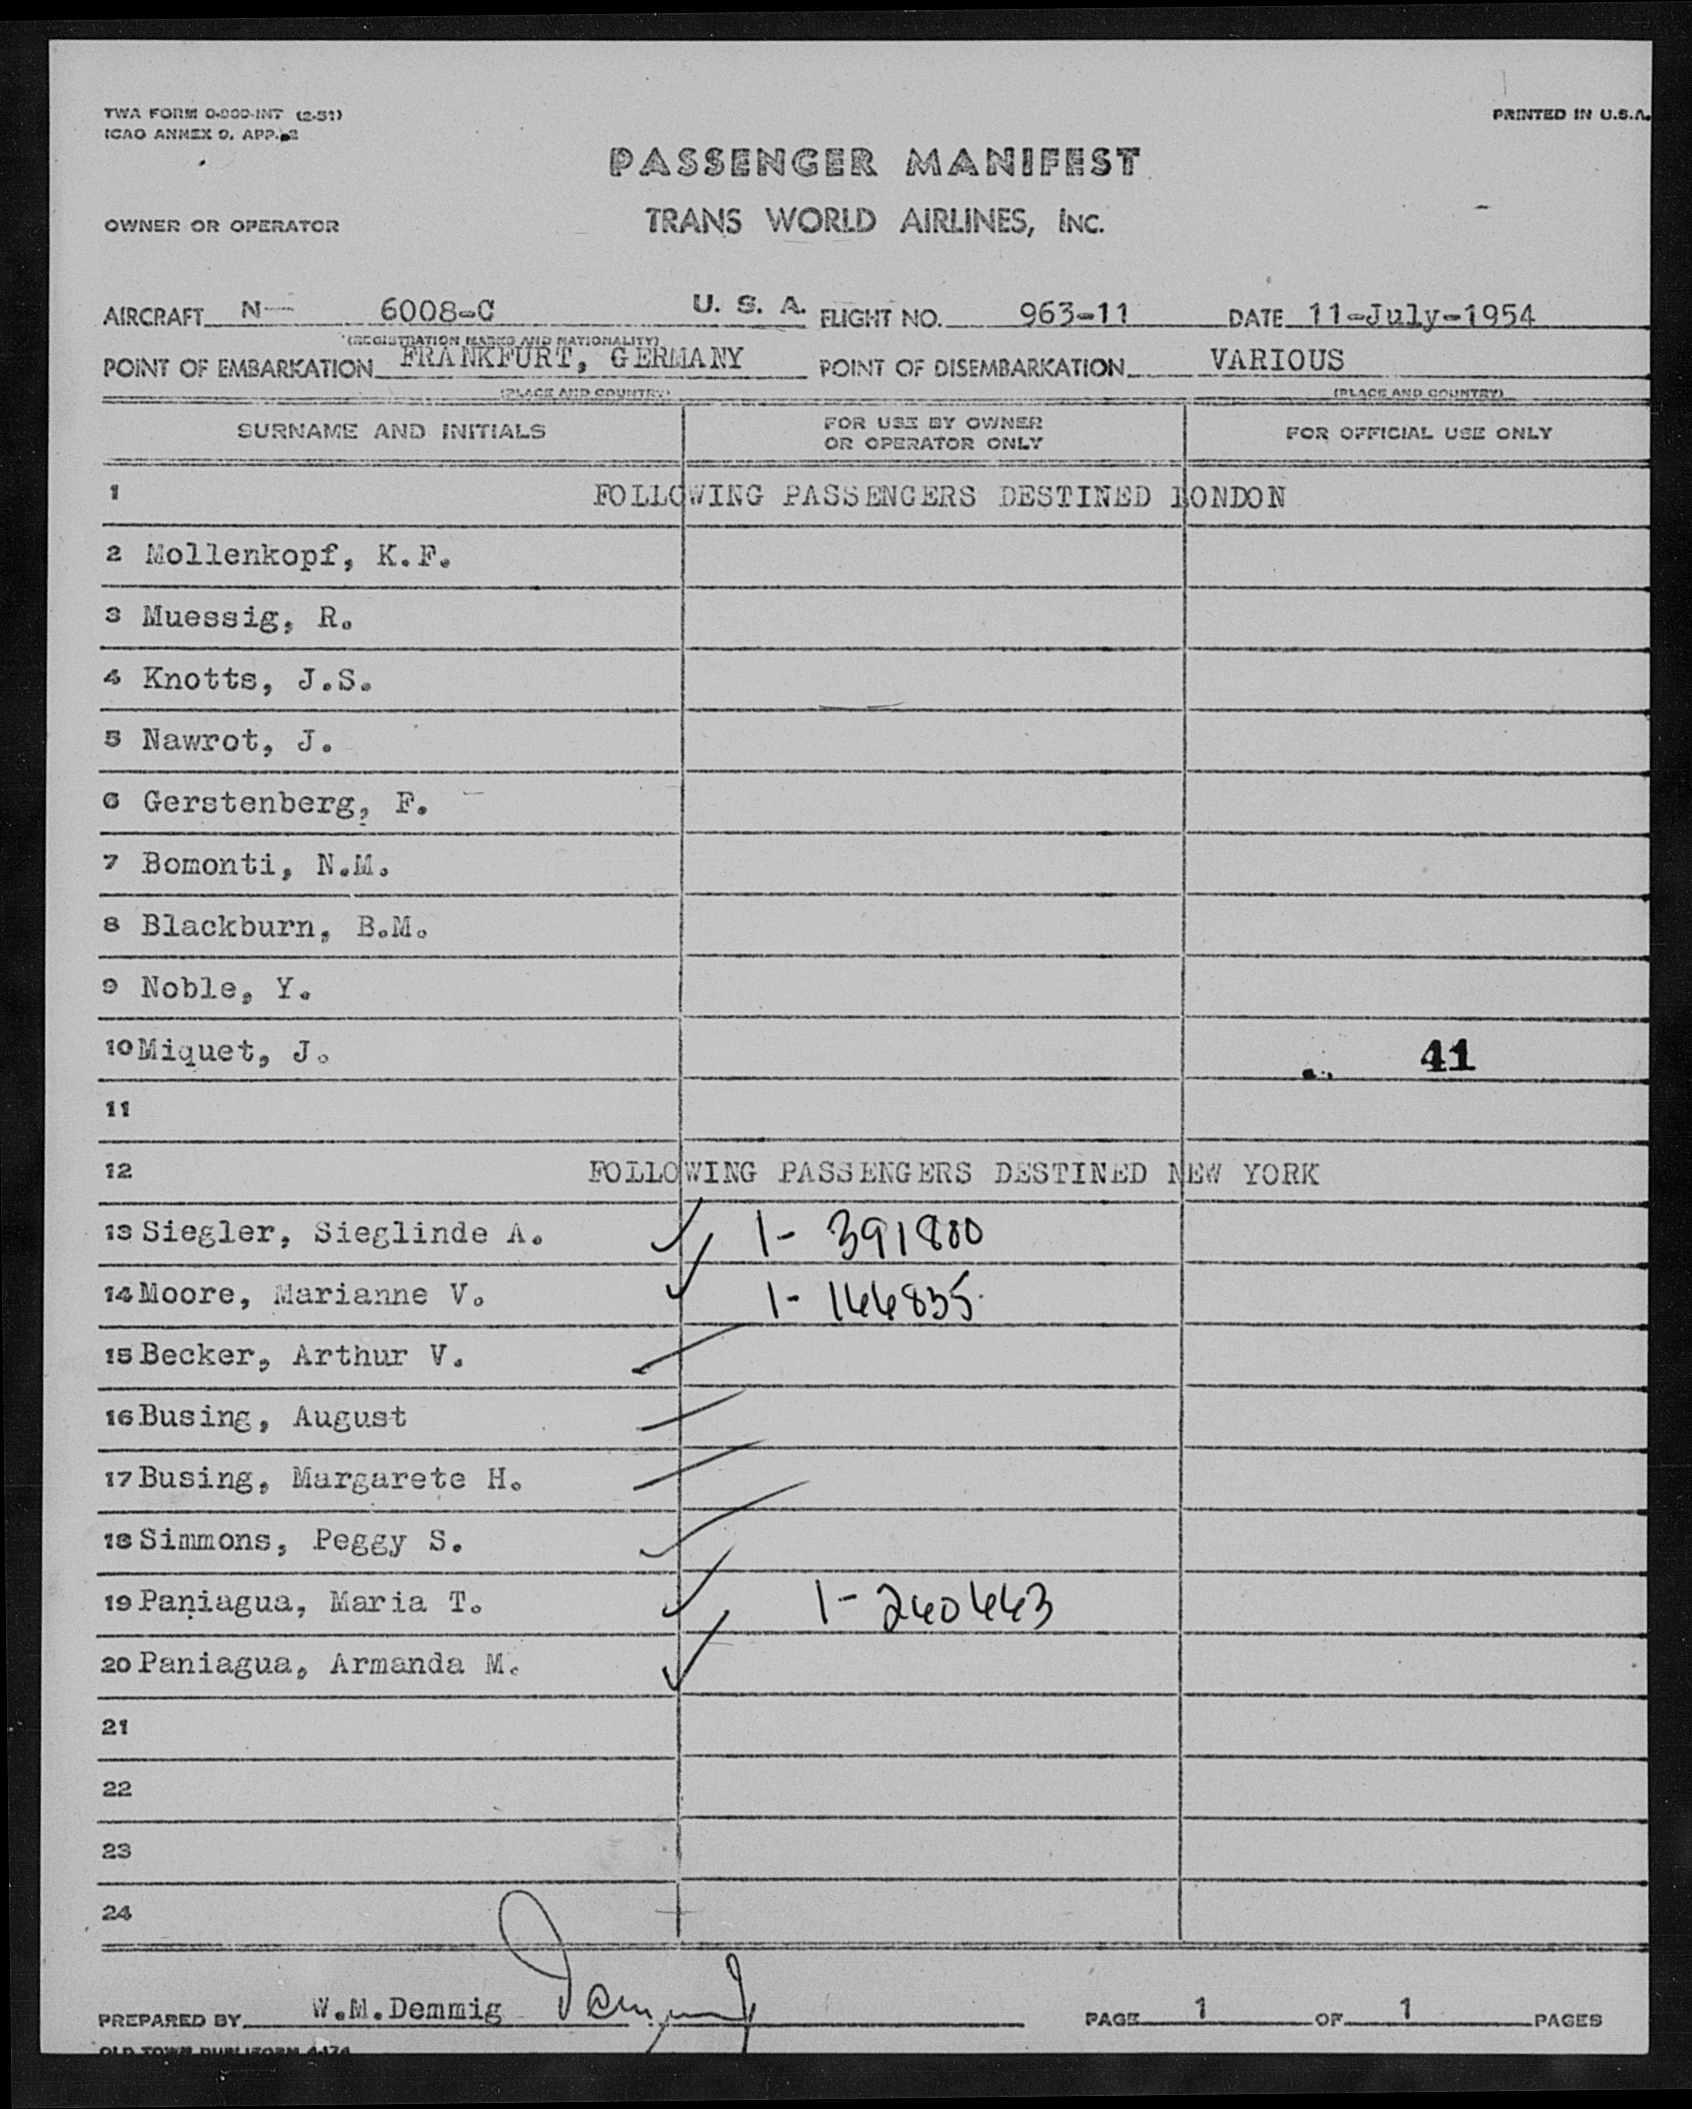 TWA FORM O-800-INT (2-51)
ICAO ANNEX 9, APP. 2
PRINTED IN U.S.A.
PASSENGER MANIFEST
OWNER OR OPERATOR TRANS WORLD AIRLINES, INC.
AIRCRAFT N- 6008-C U. S. A. FLIGHT NO. 963-11 DATE 11-July-1954
(REGISTRATION MARKS AND NATIONALITY)
POINT OF EMBARKATION FRANKFURT, GERMANY POINT OF DISEMBARKATION VARIOUS
(PLACE AND COUNTRY) (PLACE AND COUNTRY)
SURNAME AND INITIALS FOR USE BY OWNER OR OPERATOR ONLY FOR OFFICIAL USE ONLY
1 FOLLOWING PASSENGERS DESTINED LONDON
2 Mollenkopf, K.F.
3 Muessig, R.
4 Knotts, J.S.
5 Nawrot, J.
6 Gerstenberg, F.
7 Bomonti, N.M.
8 Blackburn, B.M.
9 Noble, Y.
10 Miquet, J. 41
11
12 FOLLOWING PASSENGERS DESTINED NEW YORK
13 Siegler, Sieglinde A. 1- 391800
14 Moore, Marianne V. 1- 144835
15 Becker, Arthur V.
16 Busing, August
17 Busing, Margarete H.
18 Simmons, Peggy S.
19 Paniagua, Maria T. 1- 240443
20 Paniagua, Armanda M.
21
22
23
24
PREPARED BY W.M.Demmig PAGE 1 OF 1 PAGES
OLD TOWN DUPLIFORM 4-174